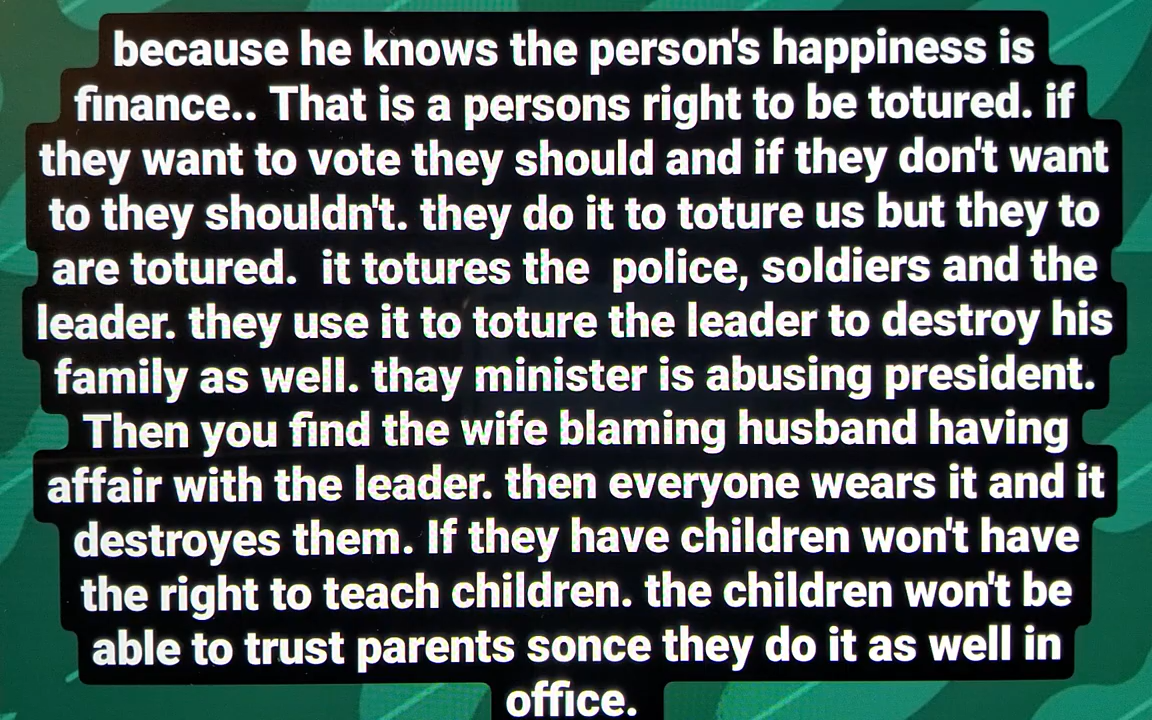 because he knows the person's happiness is
finance.. That is a persons right to be totured. if
they want to vote they should and if they don't want
to they shouldn't. they do it to toture us but they to
are totured.  it totures the  police, soldiers and the
leader. they use it to toture the leader to destroy his
family as well. thay minister is abusing president.
Then you find the wife blaming husband having
affair with the leader. then everyone wears it and it
destroyes them. If they have children won't have
the right to teach children. the children won't be
able to trust parents sonce they do it as well in
office.